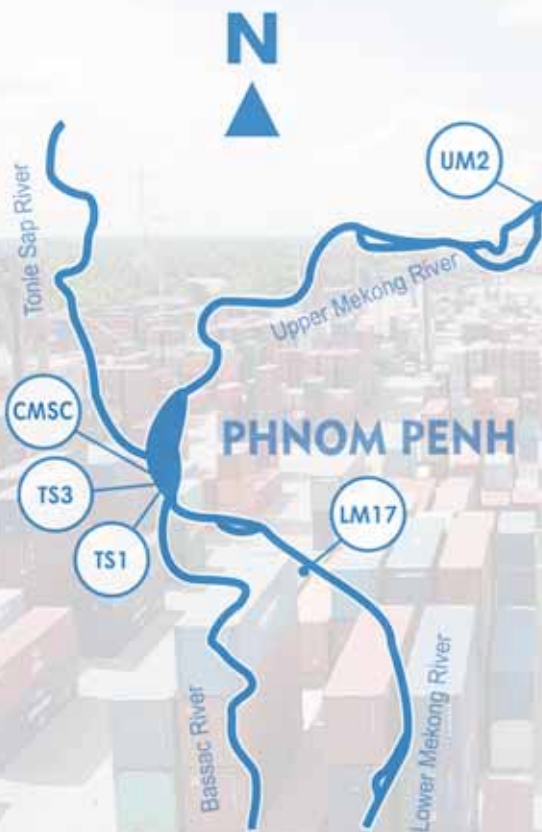 N
UM2
Tonle Sap River
Upper Mekong River
CMSC
PHNOM PENH
TS3
LM17
TS1
Bassac River
Lower Mekong River